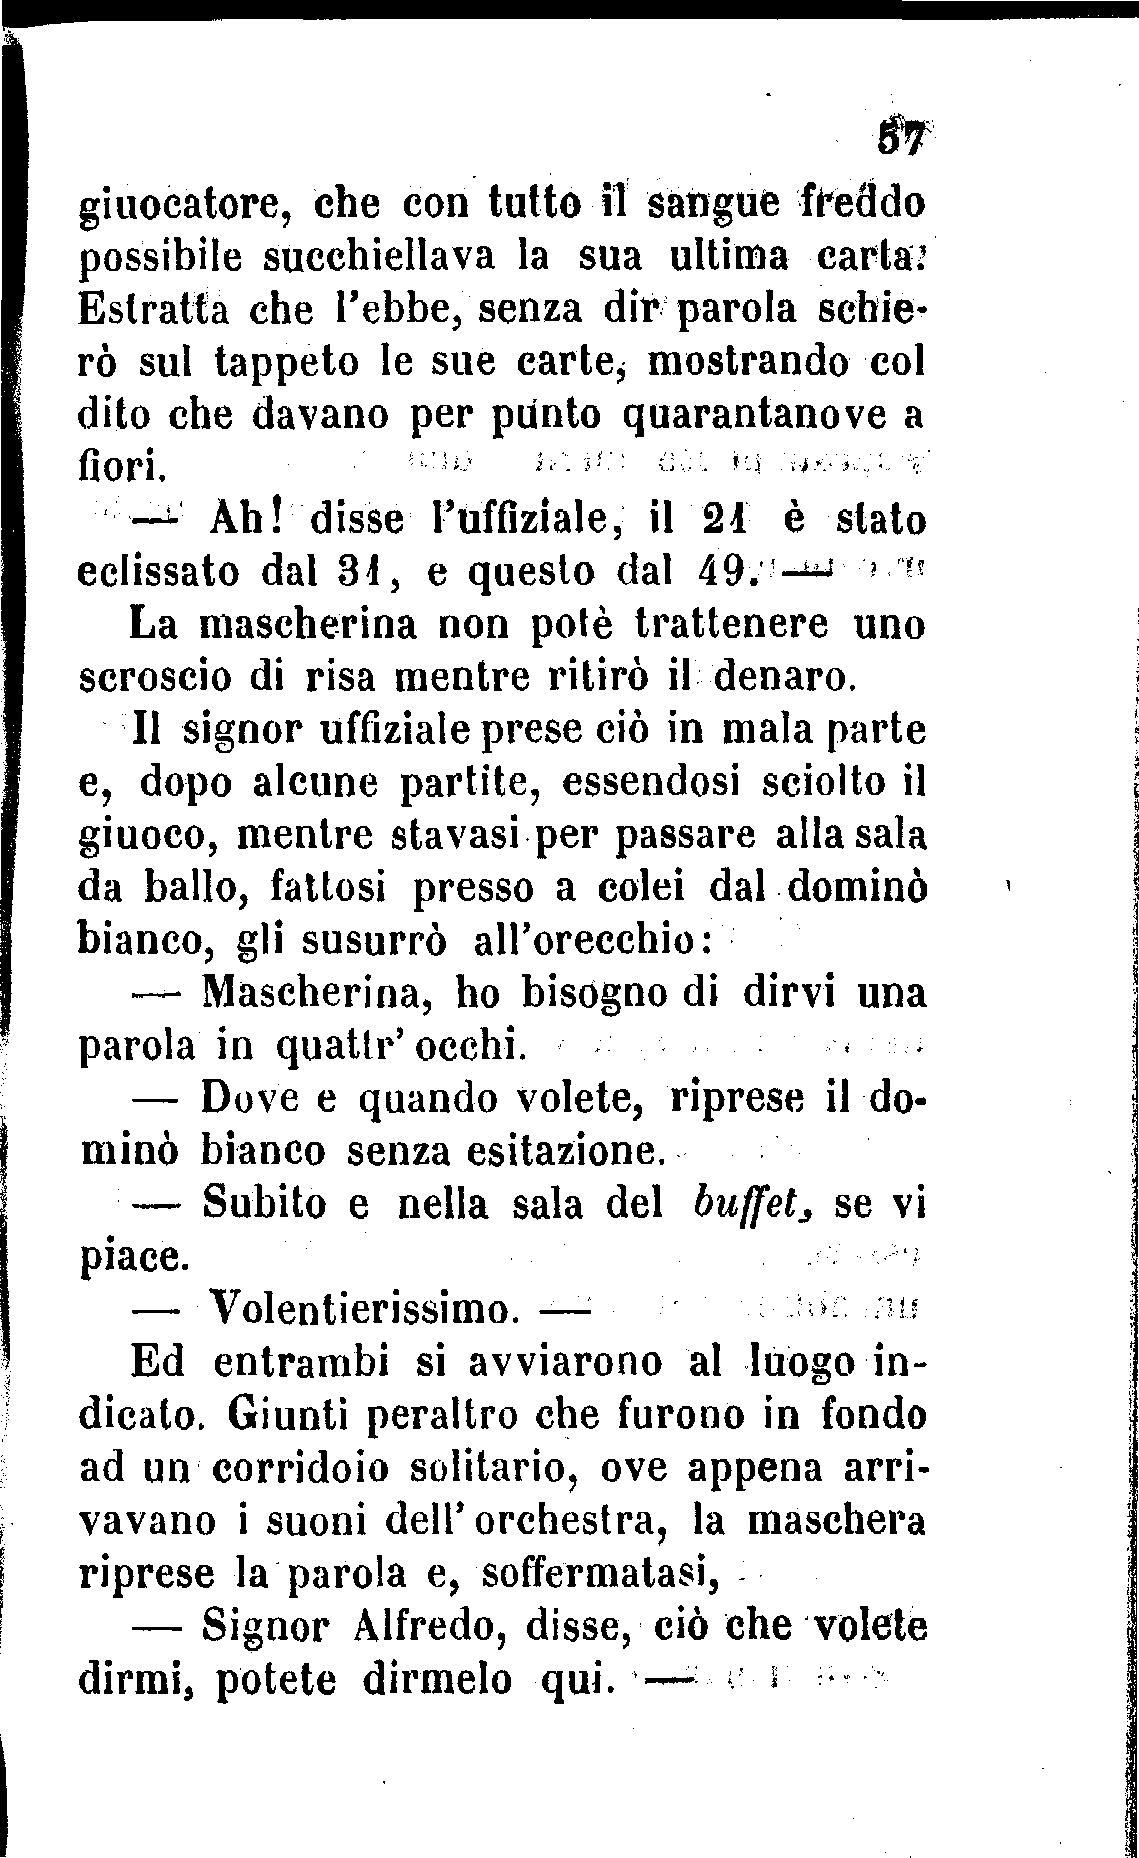 57
giuocatore, che con tutto il sangue freddo
possibile succhiellava la sua ultima carta:
Estratta che l'ebbe, senza dir parola schie-
rò sul tappeto le sue carte, mostrando col
dito che davano per punto quarantanove a
fiori.
— Ah! disse l'uffiziale, il 21 è stato
eclissato dal 31, e questo dal 49. —
La mascherina non potè trattenere uno
scroscio di risa mentre ritirò il denaro.
Il signor uffiziale prese ciò in mala parte
e, dopo alcune partite, essendosi sciolto il
giuoco, mentre stavasi per passare alla sala
da ballo, fattosi presso a colei dal dominò
bianco, gli susurrò all'orecchio:
— Mascherina, ho bisogno di dirvi una
parola in quattr' occhi.
— Dove e quando volete, riprese il do-
minò bianco senza esitazione.
— Subito e nella sala del buffet, se vi
piace.
— Volentierissimo. —
Ed entrambi si avviarono al luogo in-
dicato. Giunti peraltro che furono in fondo
ad un corridoio solitario, ove appena arri-
vavano i suoni dell' orchestra, la maschera
riprese la parola e, soffermatasi,
— Signor Alfredo, disse, ciò che volete
dirmi, potete dirmelo qui. —